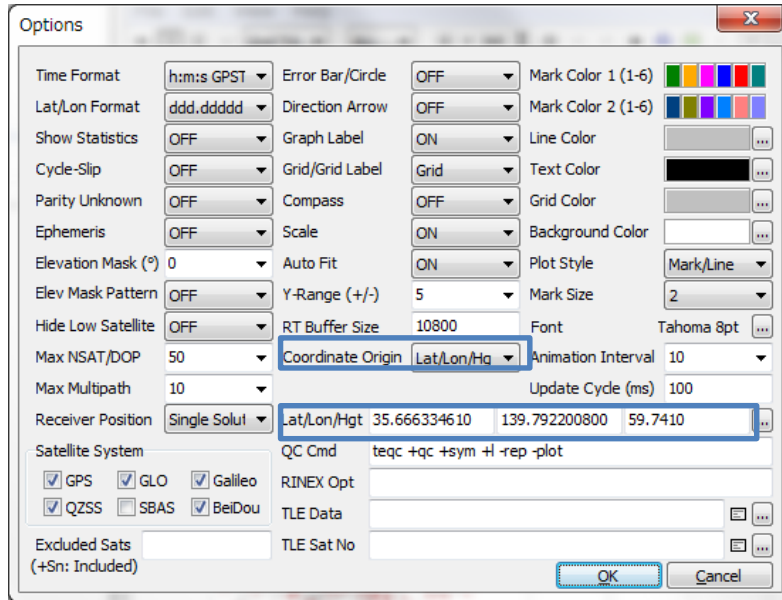 Options
Time Format h:m:s GPST Error Bar/Circle OFF Mark Color 1 (1-6)
Lat/Lon Format ddd.ddddd Direction Arrow OFF Mark Color 2 (1-6)
Show Statistics OFF Graph Label ON Line Color ...
Cycle-Slip OFF Grid/Grid Label Grid Text Color ...
Parity Unknown OFF Compass OFF Grid Color ...
Ephemeris OFF Scale ON Background Color ...
Elevation Mask (°) 0 Auto Fit ON Plot Style Mark/Line
Elev Mask Pattern OFF Y-Range (+/-) 5 Mark Size 2
Hide Low Satellite OFF RT Buffer Size 10800 Font Tahoma 8pt ...
Max NSAT/DOP 50 Coordinate Origin Lat/Lon/Hg Animation Interval 10
Max Multipath 10 Update Cycle (ms) 100
Receiver Position Single Solut Lat/Lon/Hgt 35.666334610 139.792200800 59.7410 ...
Satellite System QC Cmd teqc +qc +sym +l -rep -plot
GPS GLO Galileo RINEX Opt
QZSS SBAS BeiDou TLE Data ...
Excluded Sats TLE Sat No ...
(+Sn: Included)
OK Cancel